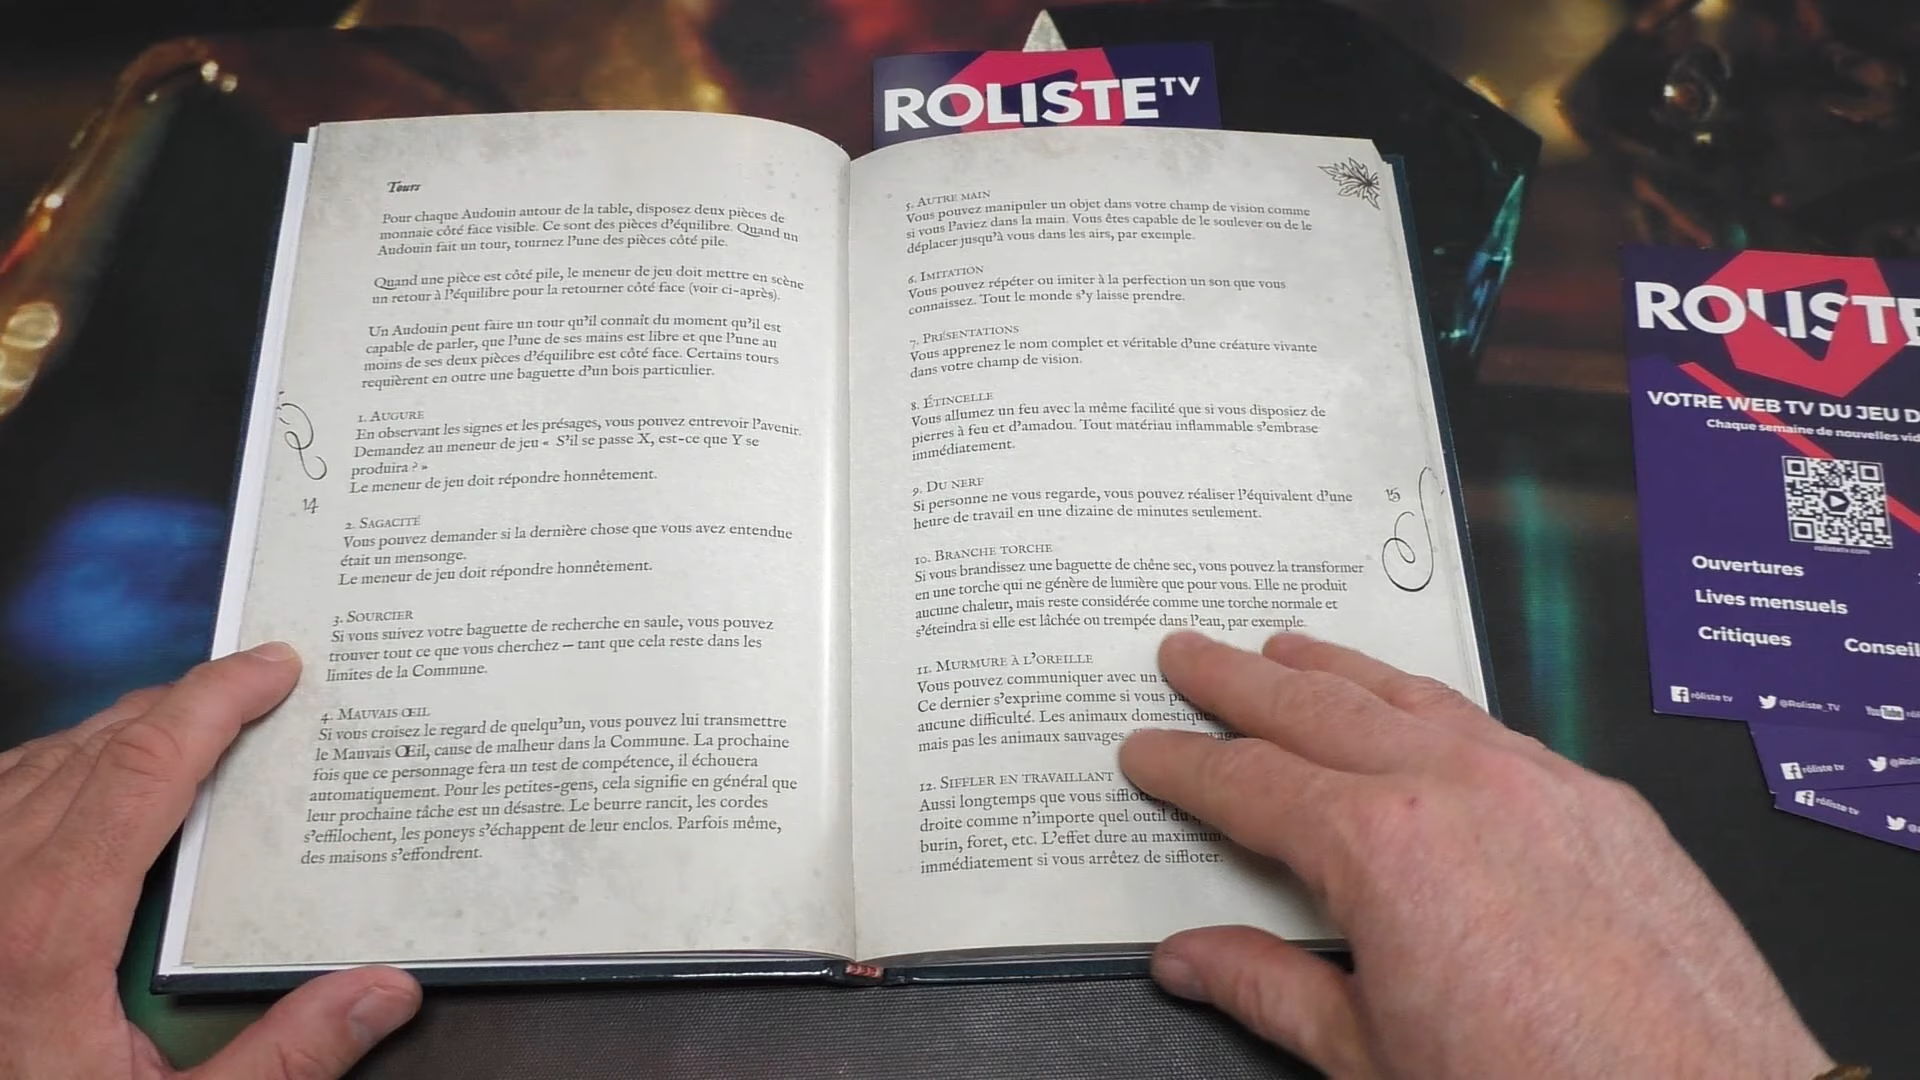 ROLISTE TV
Tours
Pour chaque Audouin autour de la table, disposez deux pièces de
monnaie côté face visible. Ce sont des pièces d'équilibre. Quand un
Audouin fait un tour, tournez l'une des pièces côté pile.
Quand une pièce est côté pile, le meneur de jeu doit mettre en scène
un retour à l'équilibre pour la retourner côté face (voir ci-après).
Un Audouin peut faire un tour qu'il connaît du moment qu'il est
capable de parler, que l'une de ses mains est libre et que l'une au
moins de ses deux pièces d'équilibre est côté face. Certains tours
requièrent en outre une baguette d'un bois particulier.
1. AUGURE
En observant les signes et les présages, vous pouvez entrevoir l'avenir.
Demandez au meneur de jeu « S'il se passe X, est-ce que Y se
produira ? »
Le meneur de jeu doit répondre honnêtement.
14
2. SAGACITÉ
Vous pouvez demander si la dernière chose que vous avez entendue
était un mensonge.
Le meneur de jeu doit répondre honnêtement.
3. SOURCIER
Si vous suivez votre baguette de recherche en saule, vous pouvez
trouver tout ce que vous cherchez – tant que cela reste dans les
limites de la Commune.
4. MAUVAIS ŒIL
Si vous croisez le regard de quelqu'un, vous pouvez lui transmettre
le Mauvais Œil, cause de malheur dans la Commune. La prochaine
fois que ce personnage fera un test de compétence, il échouera
automatiquement. Pour les petites-gens, cela signifie en général que
leur prochaine tâche est un désastre. Le beurre rancit, les cordes
s'effilochent, les poneys s'échappent de leur enclos. Parfois même,
des maisons s'effondrent.
5. AUTRE MAIN
Vous pouvez manipuler un objet dans votre champ de vision comme
si vous l'aviez dans la main. Vous êtes capable de le soulever ou de le
déplacer jusqu'à vous dans les airs, par exemple.
6. IMITATION
Vous pouvez répéter ou imiter à la perfection un son que vous
connaissez. Tout le monde s'y laisse prendre.
7. PRÉSENTATIONS
Vous apprenez le nom complet et véritable d'une créature vivante
dans votre champ de vision.
8. ÉTINCELLE
Vous allumez un feu avec la même facilité que si vous disposiez de
pierres à feu et d'amadou. Tout matériau inflammable s'embrase
immédiatement.
9. DU NERF
Si personne ne vous regarde, vous pouvez réaliser l'équivalent d'une
heure de travail en une dizaine de minutes seulement.
15
10. BRANCHE TORCHE
Si vous brandissez une baguette de chêne sec, vous pouvez la transformer
en une torche qui ne génère de lumière que pour vous. Elle ne produit
aucune chaleur, mais reste considérée comme une torche normale et
s'éteindra si elle est lâchée ou trempée dans l'eau, par exemple.
11. MURMURE À L'OREILLE
Vous pouvez communiquer avec un
Ce dernier s'exprime comme si vous
aucune difficulté. Les animaux
mais pas les animaux sauvages.
12. SIFFLER EN TRAVAILLANT
Aussi longtemps que vous
droite comme n'importe quel outil
burin, foret, etc. L'effet dure au maximum
immédiatement si vous arrêtez de siffloter.
ROLISTE
VOTRE WEB TV DU JEU
Chaque semaine de nouvelles
rolistetv.com
Ouvertures
Lives mensuels
Critiques
rôliste tv @Roliste_TV YouTube
rôliste tv
rôliste tv